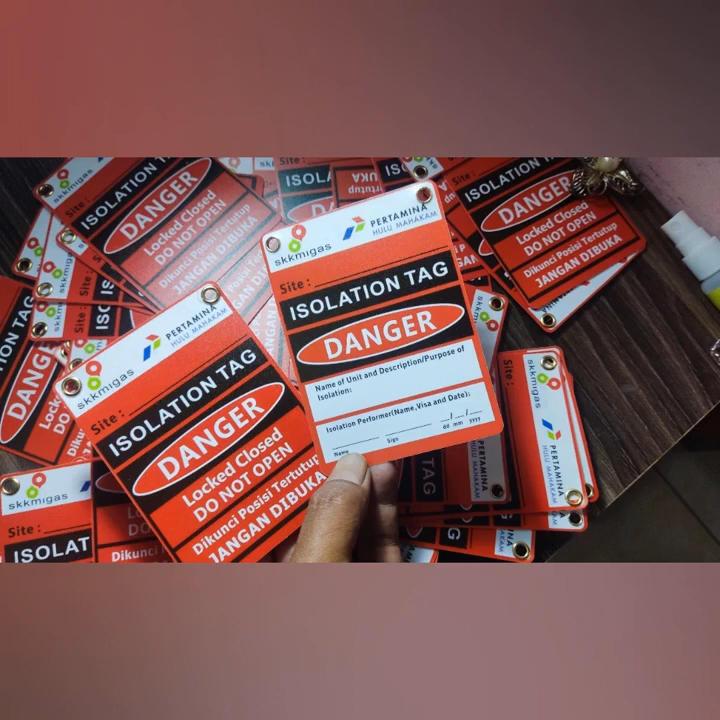 skkmigas
PERTAMINA
HULU MAHAKAM
Site :
ISOLATION TAG
DANGER
Name of Unit and Description/Purpose of
Isolation:
Isolation Performer(Name,Visa and Date):
Name
Sign
dd mm yyyy
skkmigas
PERTAMINA
HULU MAHAKAM
Site :
ISOLATION TAG
DANGER
Locked Closed
DO NOT OPEN
Dikunci Posisi Tertutup
JANGAN DIBUKA
skkmigas
ISOLATION TAG
DANGER
Locked Closed
DO NOT OPEN
Dikunci Posisi Tertutup
JANGAN DIBUKA
ISOLATION TAG
DANGER
Locked Closed
DO NOT OPEN
Dikunci Posisi Tertutup
JANGAN DIBUKA
skkmigas
Site :
ISOLAT
Site :
skkmigas
PERTAMINA
HULU MAHAKAM